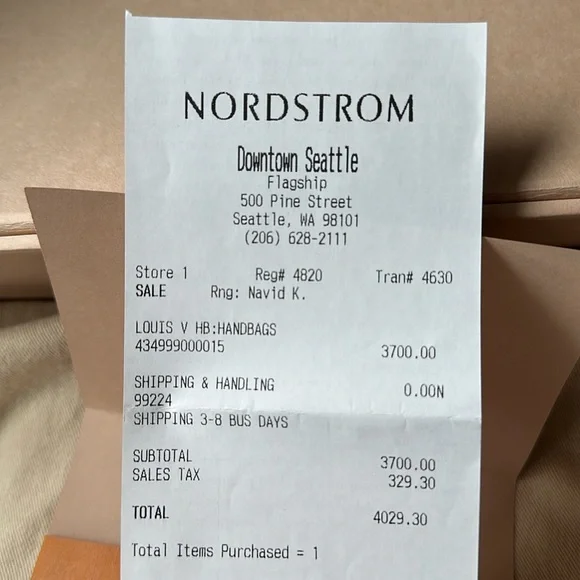 NORDSTROM
Downtown Seattle
Flagship
500 Pine Street
Seattle, WA 98101
(206) 628-2111
Store 1 Reg# 4820 Tran# 4630
SALE Rng: Navid K.
LOUIS V HB:HANDBAGS
434999000015 3700.00
SHIPPING & HANDLING 0.00N
99224
SHIPPING 3-8 BUS DAYS
SUBTOTAL 3700.00
SALES TAX 329.30
TOTAL 4029.30
Total Items Purchased = 1